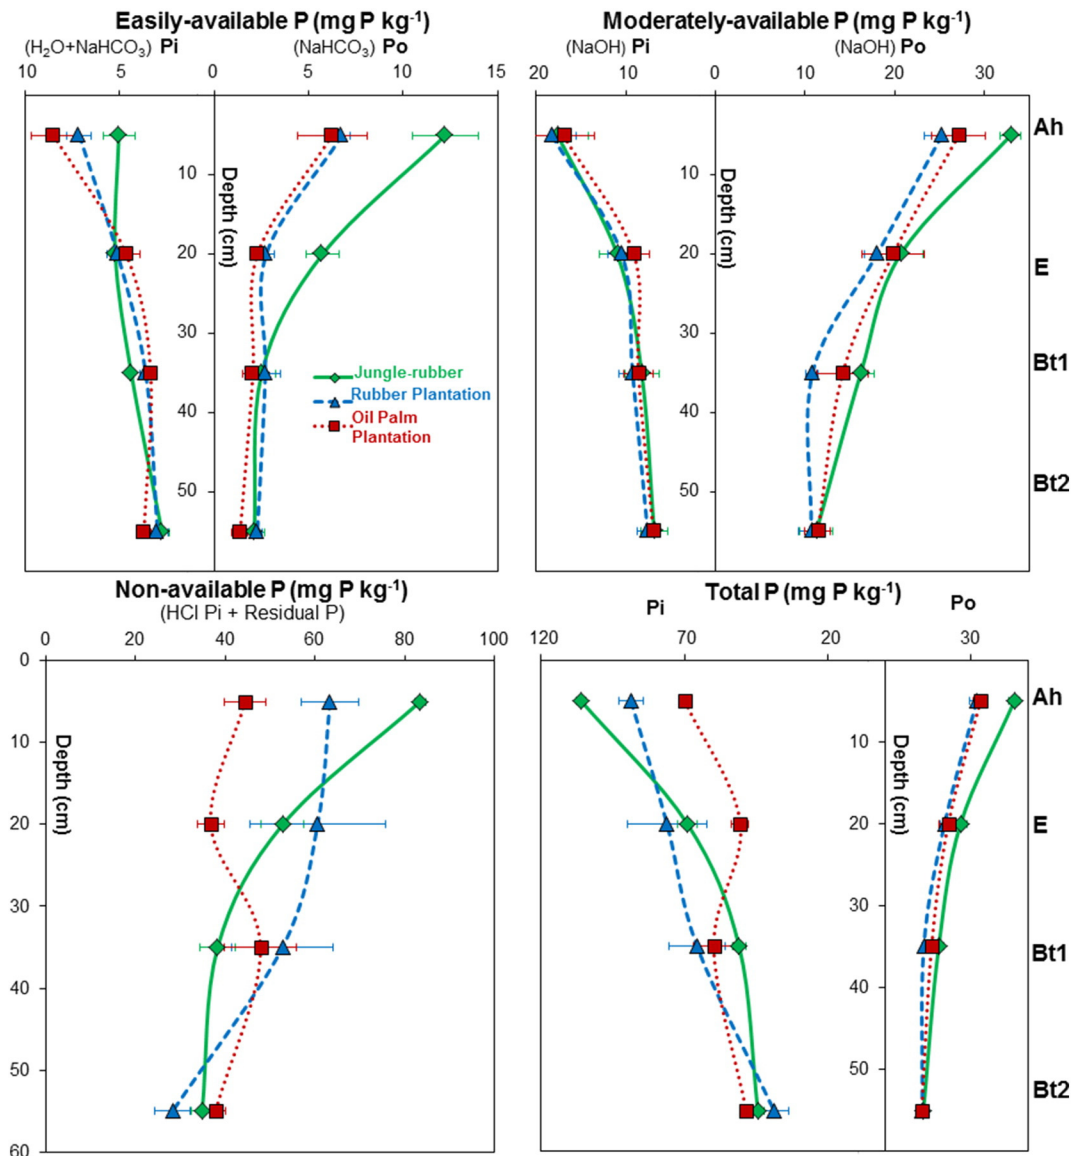 Easily-available P (mg P kg⁻¹)
(H₂O+NaHCO₃) Pi
(NaHCO₃) Po
10 5 0 5 10 15
10
20
30
40
50
Depth (cm)
Jungle-rubber
Rubber Plantation
Oil Palm
Plantation
Moderately-available P (mg P kg⁻¹)
(NaOH) Pi
(NaOH) Po
20 10 0 10 20 30
10
20
30
40
50
Depth (cm)
Ah
E
Bt1
Bt2
Non-available P (mg P kg⁻¹)
(HCl Pi + Residual P)
0 20 40 60 80 100
0
10
20
30
40
50
60
Depth (cm)
Total P (mg P kg⁻¹)
Pi
Po
120 70 20 30
10
20
30
40
50
Depth (cm)
Ah
E
Bt1
Bt2